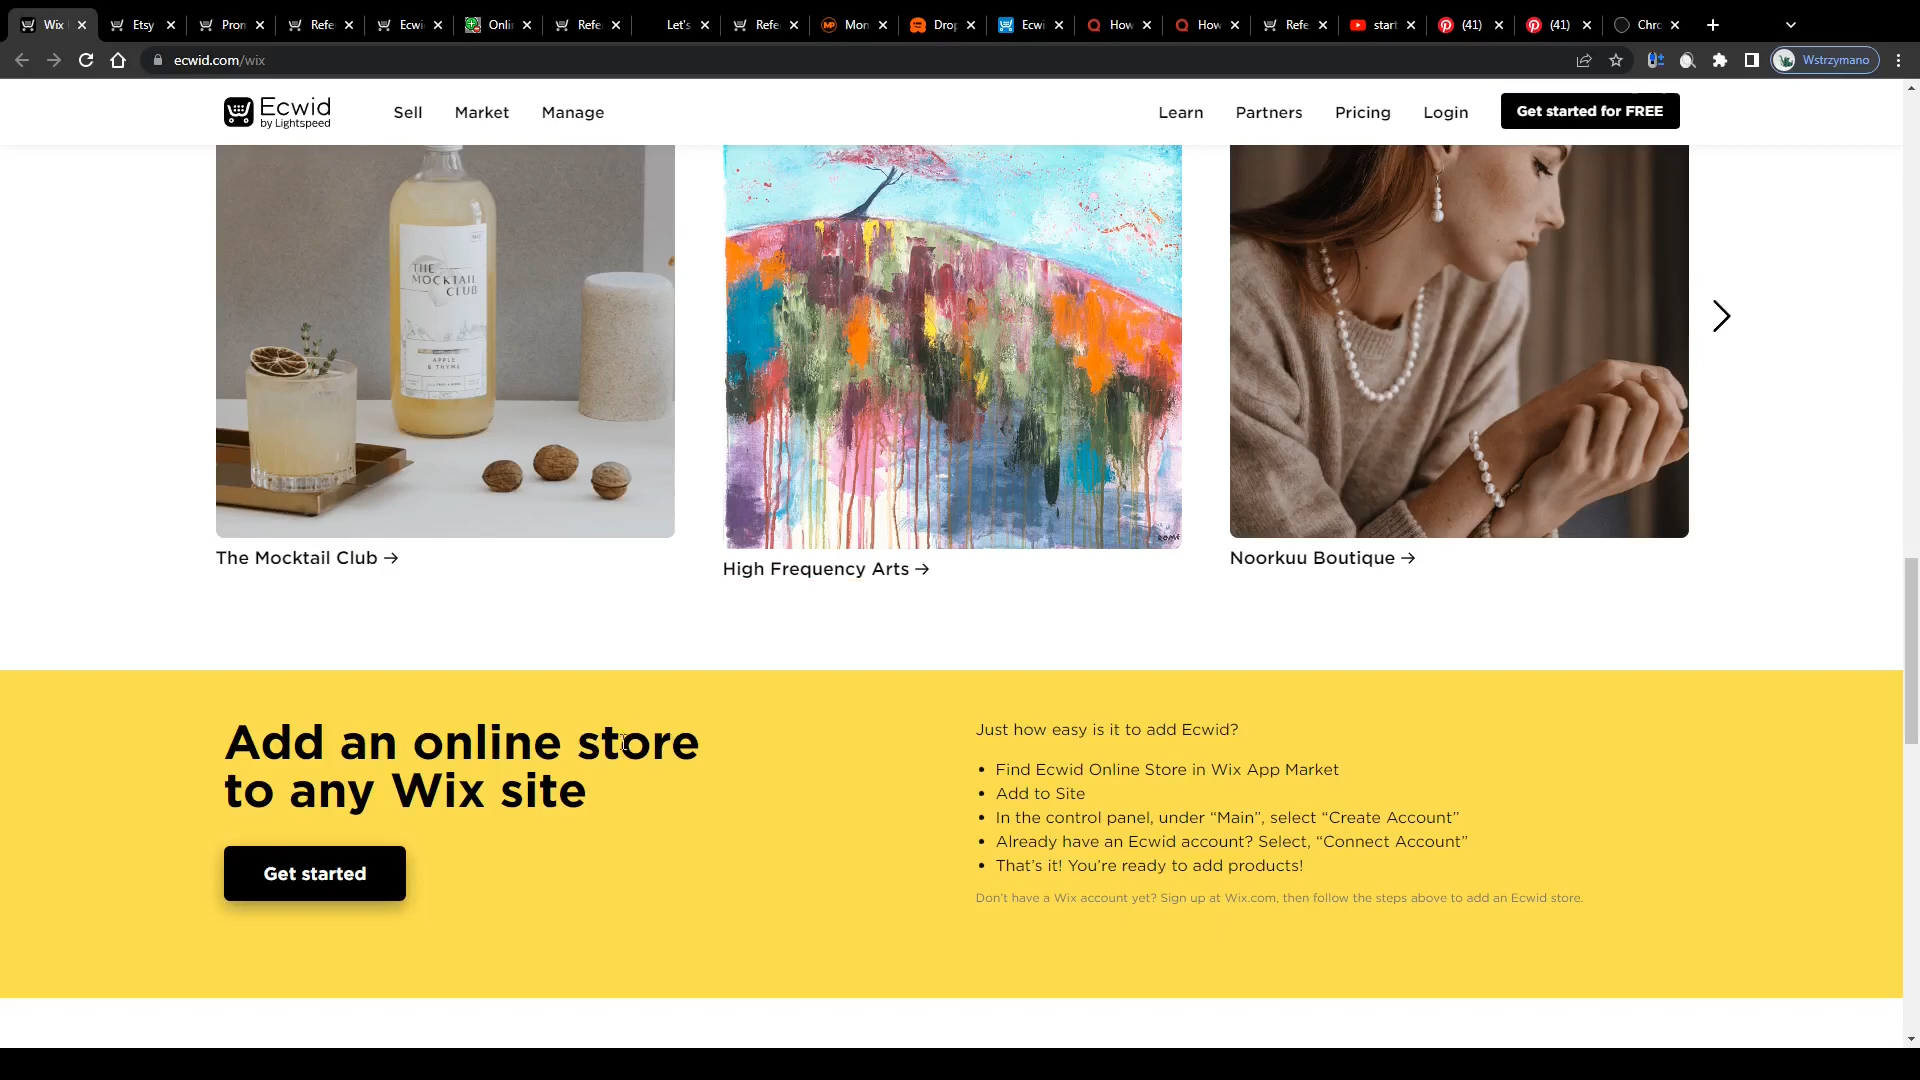 Wix
Etsy
Pron
Refe
Ecwi
Onli
Refe
Let's
Refe
Mon
Drop
Ecwi
How
How
Refe
start
(41)
(41)
Chro
ecwid.com/wix
Wstrzymano
Ecwid
by Lightspeed
Sell
Market
Manage
Learn
Partners
Pricing
Login
Get started for FREE
THE
MOCKTAIL
CLUB
APPLE
& THYME
ROMÉ
The Mocktail Club →
High Frequency Arts →
Noorkuu Boutique →
Add an online store
to any Wix site
Get started
Just how easy is it to add Ecwid?
• Find Ecwid Online Store in Wix App Market
• Add to Site
• In the control panel, under “Main”, select “Create Account”
• Already have an Ecwid account? Select, “Connect Account”
• That’s it! You’re ready to add products!
Don’t have a Wix account yet? Sign up at Wix.com, then follow the steps above to add an Ecwid store.